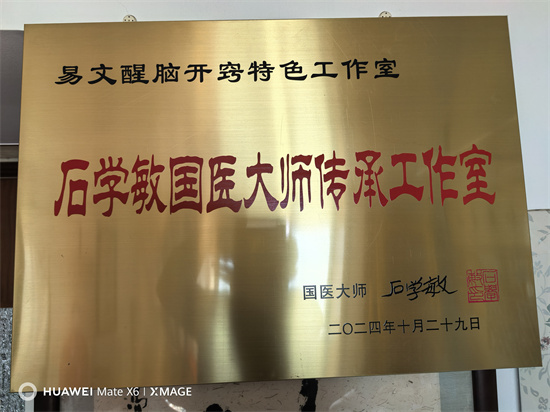 易文醒脑开窍特色工作室
石学敏国医大师传承工作室
国医大师 石学敏
二〇二四年十月二十九日
HUAWEI Mate X6 | XMAGE